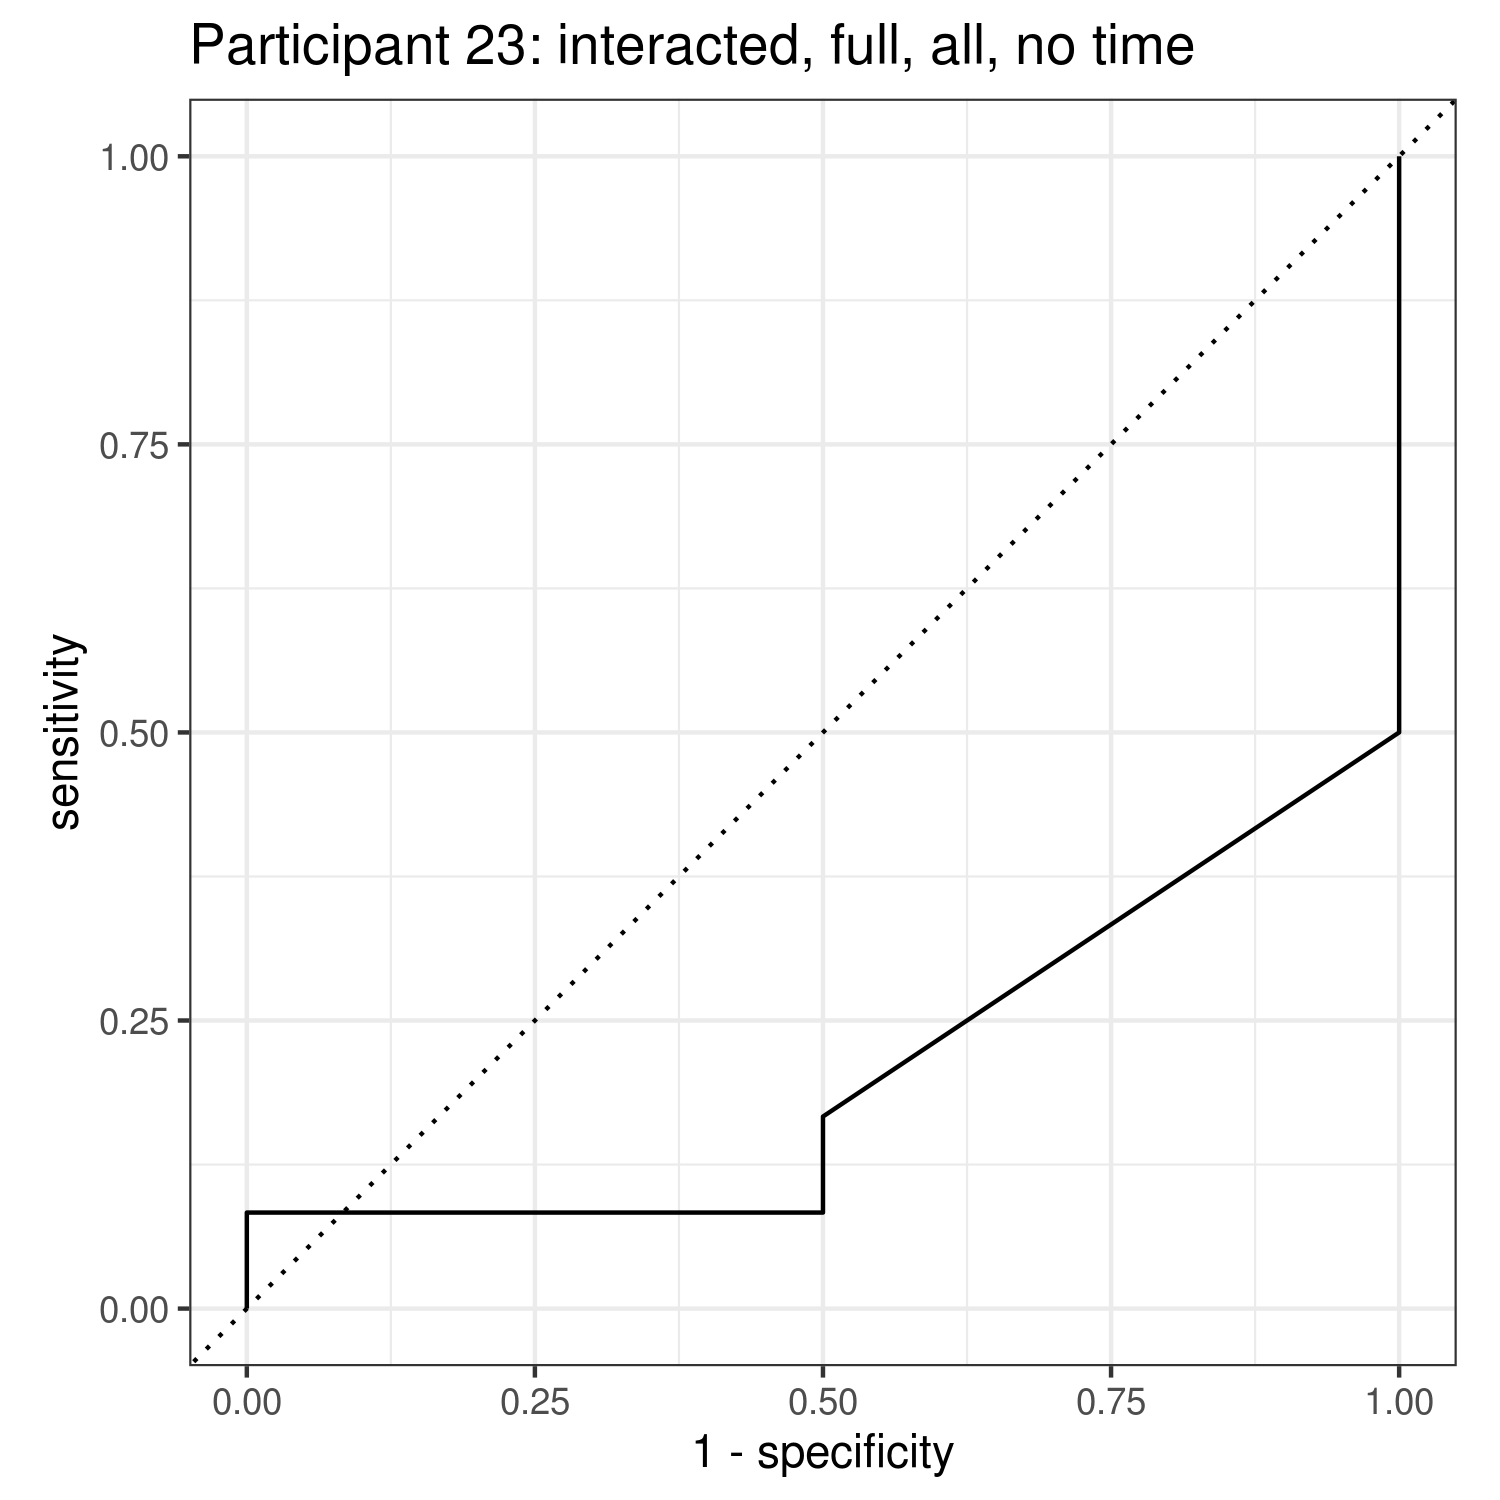 Participant 23: interacted, full, all, no time
1.00
0.75
0.50
0.25
0.00
sensitivity
0.00 0.25 0.50 0.75 1.00
1 - specificity